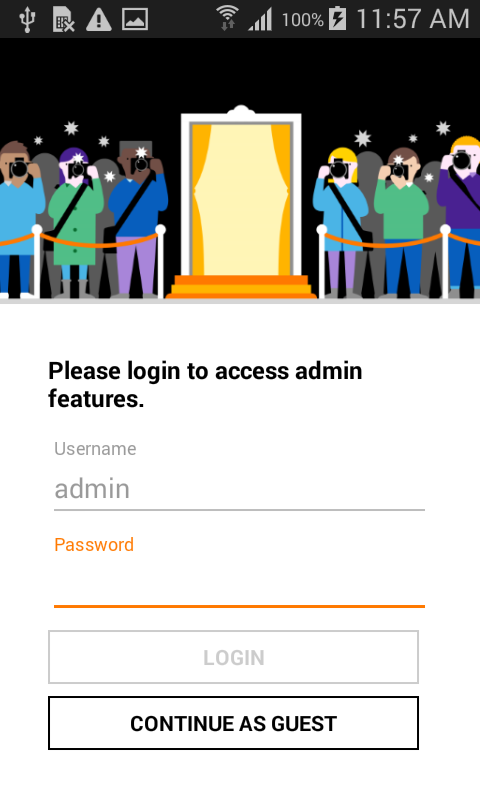 100% 11:57 AM
Please login to access admin
features.
Username
admin
Password
LOGIN
CONTINUE AS GUEST